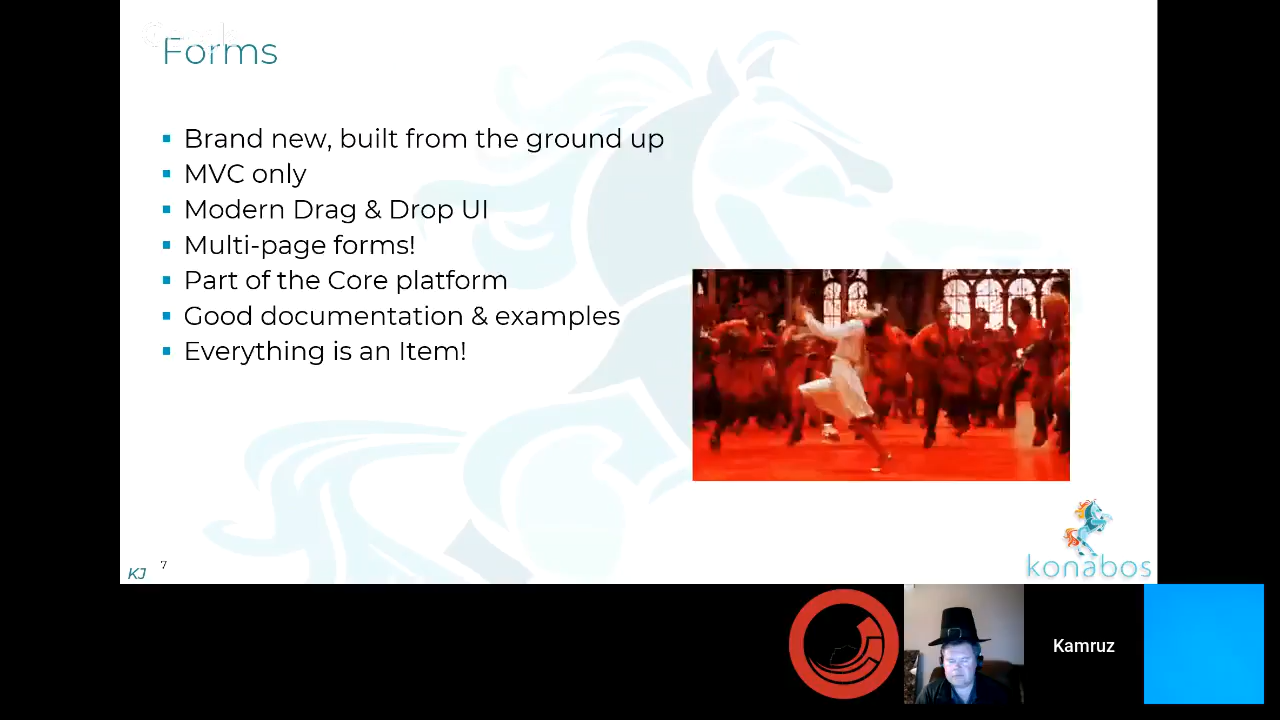 Forms
Brand new, built from the ground up
MVC only
Modern Drag & Drop UI
Multi-page forms!
Part of the Core platform
Good documentation & examples
Everything is an Item!
KJ
7
konabos
Kamruz